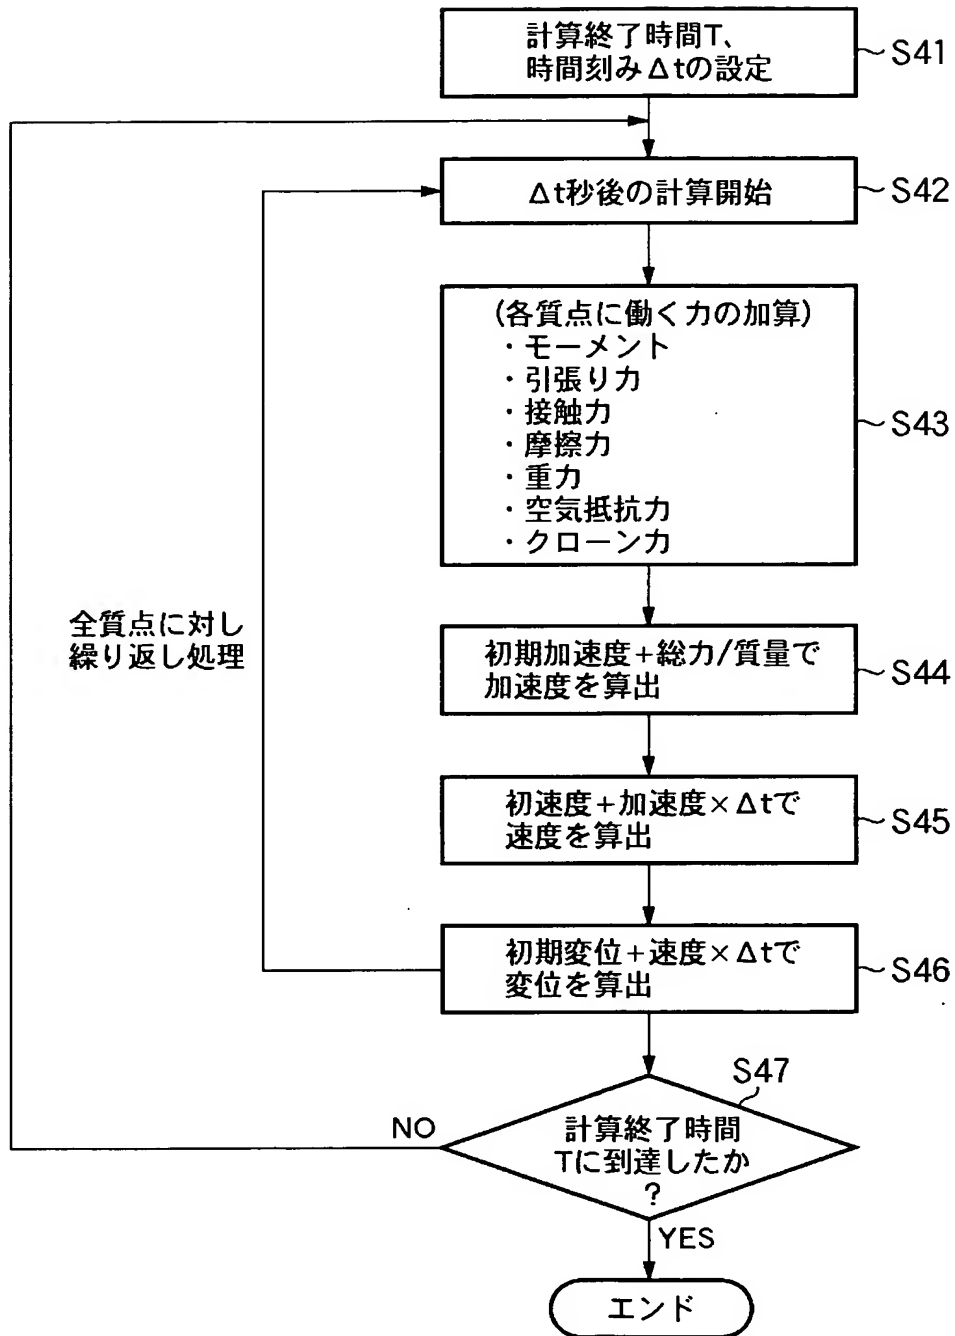 計算終了時間T、
時間刻みΔtの設定
S41
Δt秒後の計算開始
S42
(各質点に働く力の加算)
・モーメント
・引張り力
・接触力
・摩擦力
・重力
・空気抵抗力
・クローン力
S43
全質点に対し
繰り返し処理
初期加速度+総力/質量で
加速度を算出
S44
初速度+加速度×Δtで
速度を算出
S45
初期変位+速度×Δtで
変位を算出
S46
S47
NO
計算終了時間
Tに到達したか
?
YES
エンド